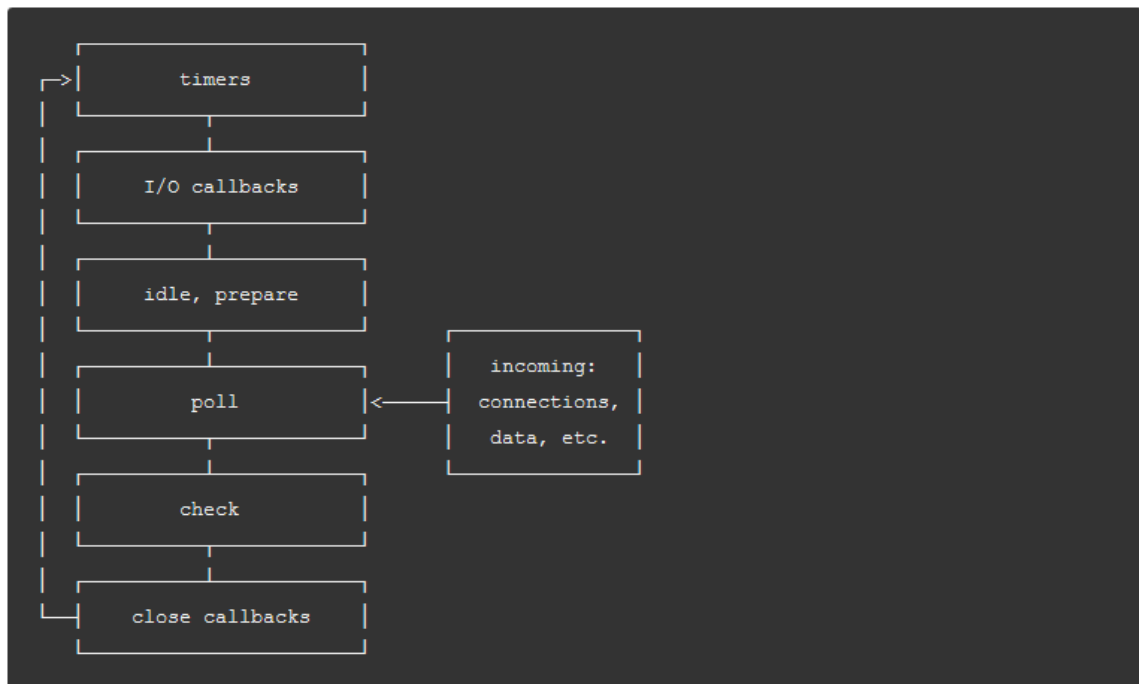 timers
I/O callbacks
idle, prepare
incoming:
poll
connections,
data, etc.
check
close callbacks